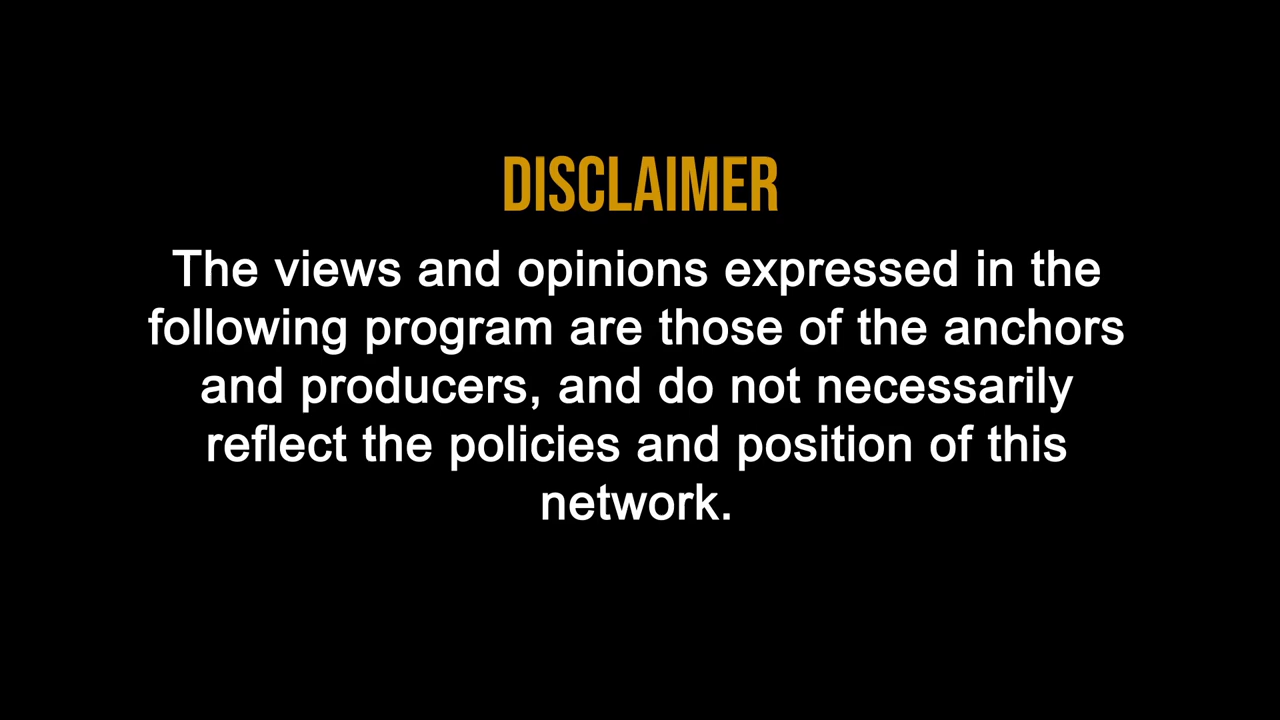 DISCLAIMER
The views and opinions expressed in the
following program are those of the anchors
and producers, and do not necessarily
reflect the policies and position of this
network.